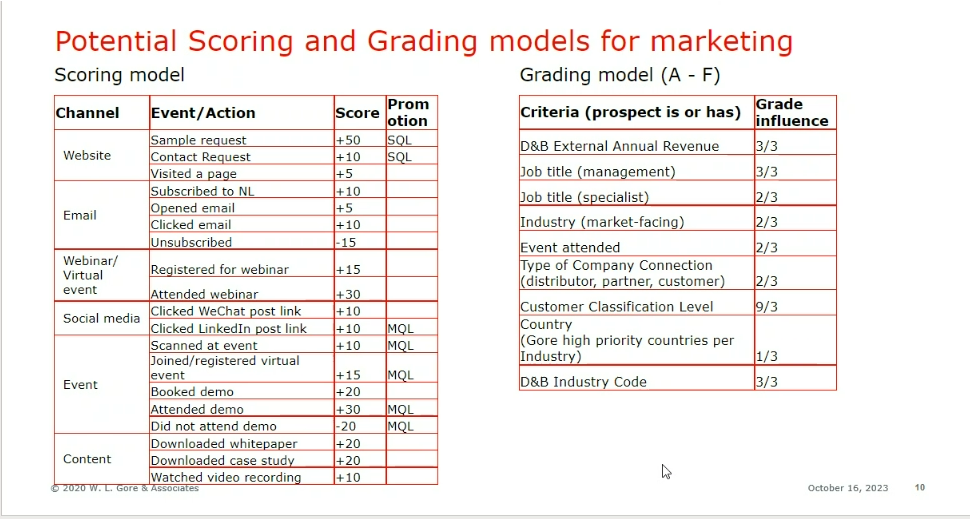 Potential Scoring and Grading models for marketing
Scoring model
Channel Event/Action Score Prom
otion
Website
Sample request +50 SQL
Contact Request +10 SQL
Visited a page +5
Email
Subscribed to NL +10
Opened email +5
Clicked email +10
Unsubscribed -15
Webinar/
Virtual
event
Registered for webinar +15
Attended webinar +30
Social media
Clicked WeChat post link +10
Clicked LinkedIn post link +10 MQL
Event
Scanned at event +10 MQL
Joined/registered virtual
event +15 MQL
Booked demo +20
Attended demo +30 MQL
Did not attend demo -20 MQL
Content
Downloaded whitepaper +20
Downloaded case study +20
Watched video recording +10
Grading model (A - F)
Criteria (prospect is or has) Grade
influence
D&B External Annual Revenue 3/3
Job title (management) 3/3
Job title (specialist) 2/3
Industry (market-facing) 2/3
Event attended 2/3
Type of Company Connection
(distributor, partner, customer) 2/3
Customer Classification Level 9/3
Country
(Gore high priority countries per
Industry) 1/3
D&B Industry Code 3/3
© 2020 W. L. Gore & Associates
October 16, 2023 10